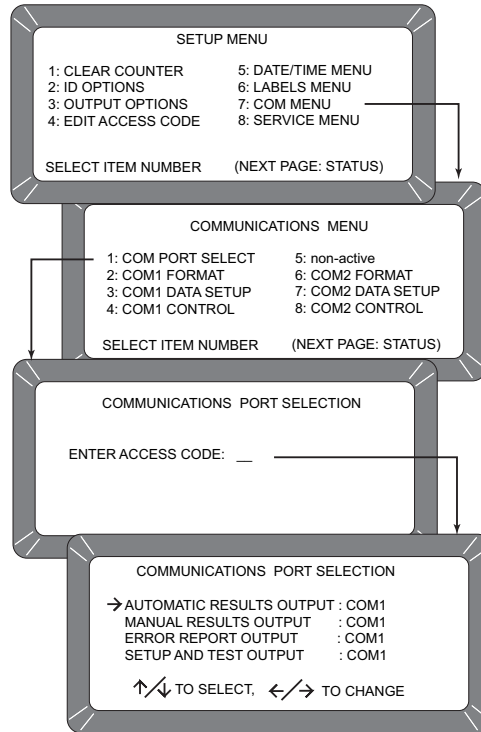 SETUP MENU
1: CLEAR COUNTER 5: DATE/TIME MENU
2: ID OPTIONS 6: LABELS MENU
3: OUTPUT OPTIONS 7: COM MENU
4: EDIT ACCESS CODE 8: SERVICE MENU
SELECT ITEM NUMBER (NEXT PAGE: STATUS)
COMMUNICATIONS MENU
1: COM PORT SELECT 5: non-active
2: COM1 FORMAT 6: COM2 FORMAT
3: COM1 DATA SETUP 7: COM2 DATA SETUP
4: COM1 CONTROL 8: COM2 CONTROL
SELECT ITEM NUMBER (NEXT PAGE: STATUS)
COMMUNICATIONS PORT SELECTION
ENTER ACCESS CODE: __
COMMUNICATIONS PORT SELECTION
→AUTOMATIC RESULTS OUTPUT : COM1
MANUAL RESULTS OUTPUT : COM1
ERROR REPORT OUTPUT : COM1
SETUP AND TEST OUTPUT : COM1
↑/↓ TO SELECT, ←/→ TO CHANGE